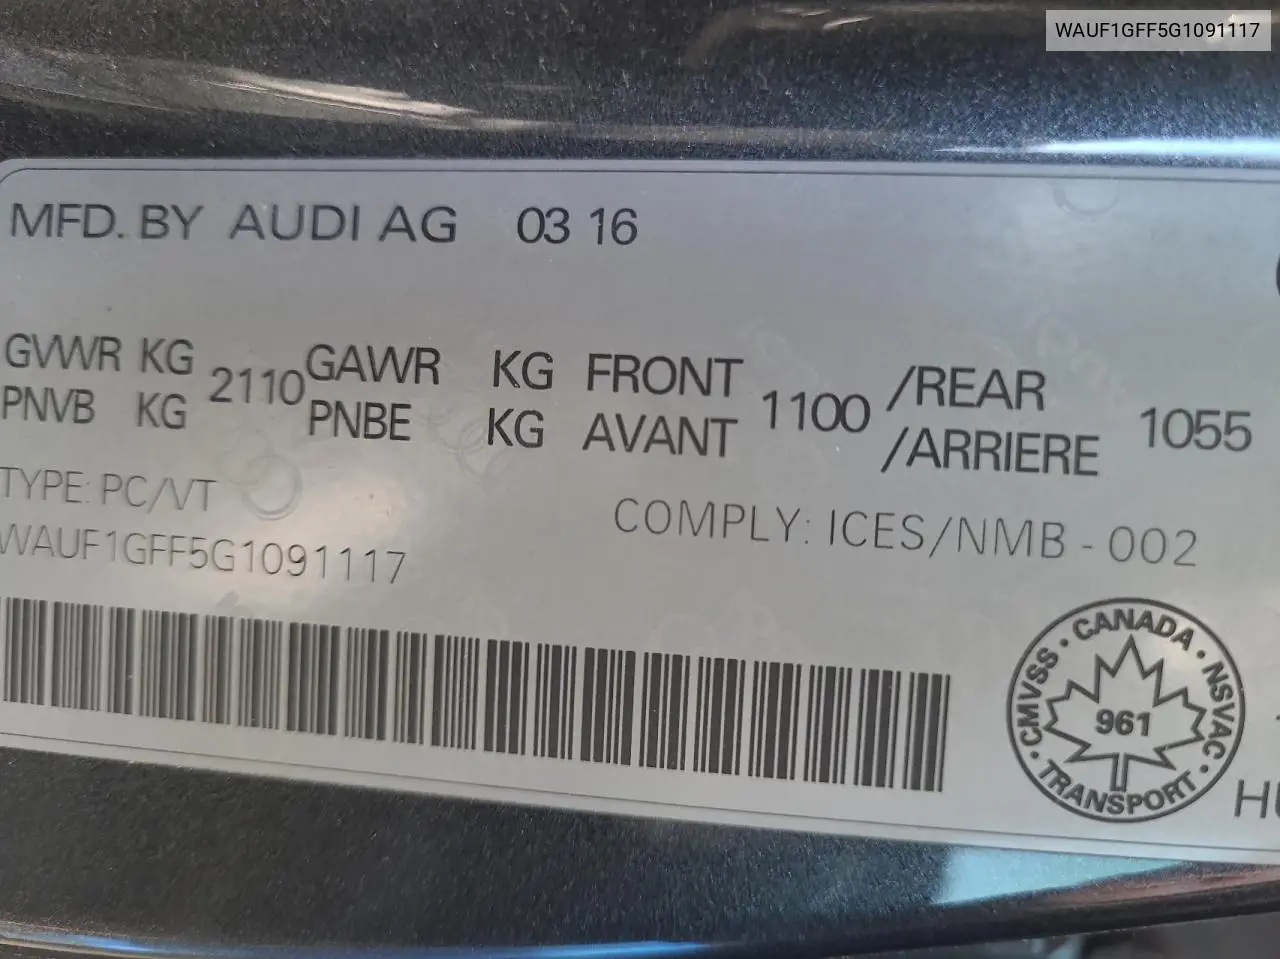 WAUF1GFF5G1091117
MFD. BY AUDI AG 03 16
GVWR KG 2110 GAWR KG FRONT 1100 /REAR 1055
PNVB KG PNBE KG AVANT /ARRIERE
TYPE: PC/VT
COMPLY: ICES/NMB - 002
WAUF1GFF5G1091117
CANADA · NSVAC · TRANSPORT · CMVSS ·
961